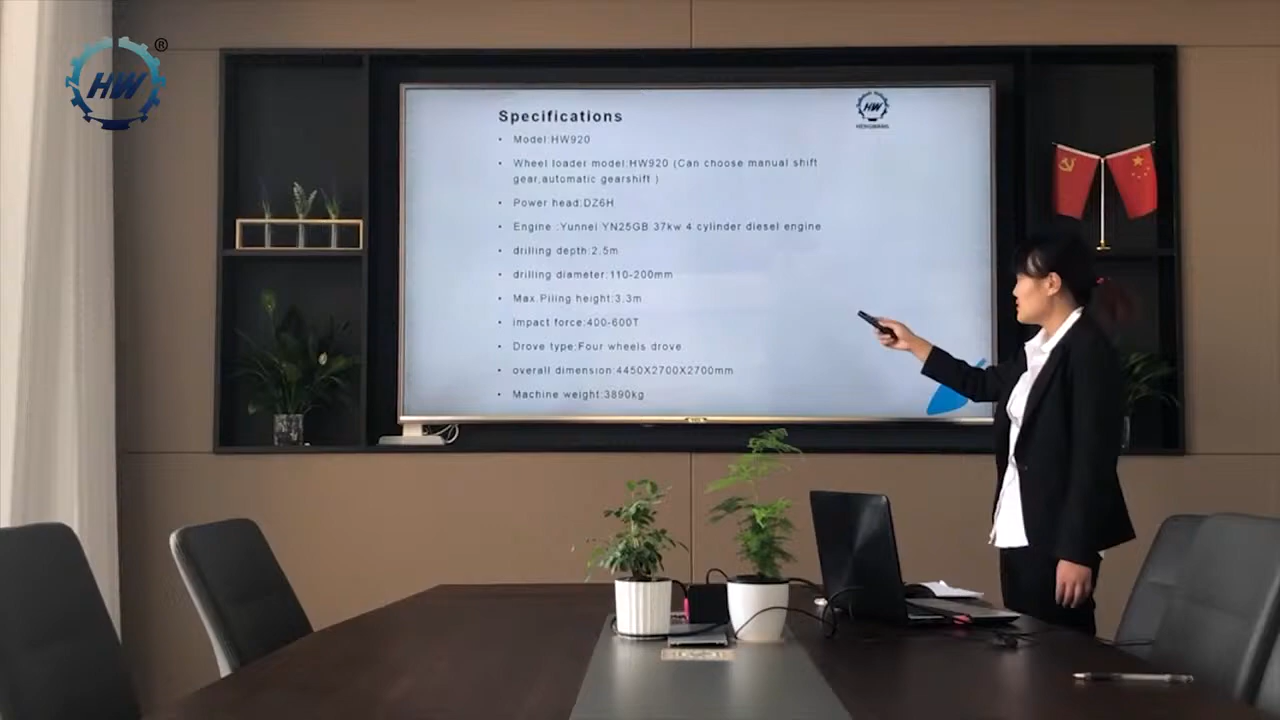 HW ®
Specifications
HW
HENGWANG
• Model:HW920
• Wheel loader model:HW920 (Can choose manual shift
gear,automatic gearshift )
• Power head:DZ6H
• Engine :Yunnei YN25GB 37kw 4 cylinder diesel engine
• drilling depth:2.5m
• drilling diameter:110-200mm
• Max.Piling height:3.3m
• impact force:400-600T
• Drove type:Four wheels drove
• overall dimension:4450X2700X2700mm
• Machine weight:3890kg